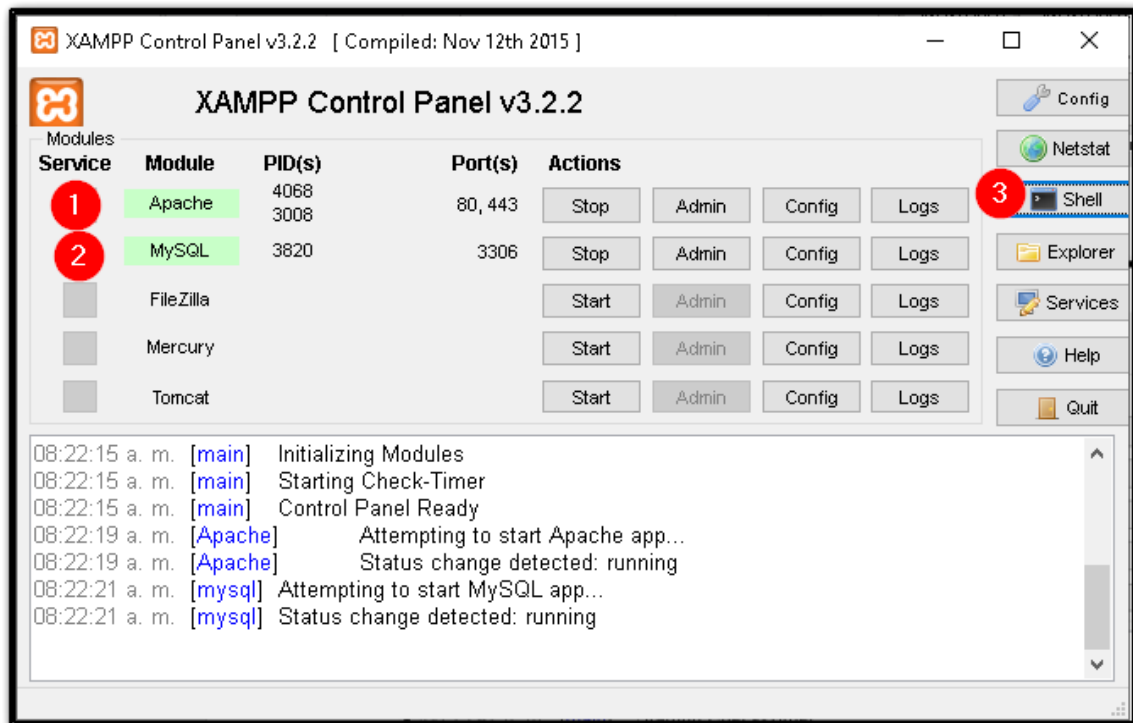 XAMPP Control Panel v3.2.2 [ Compiled: Nov 12th 2015 ]
XAMPP Control Panel v3.2.2
Config
Modules
Service Module PID(s) Port(s) Actions
Netstat
1 Apache 4068 3008 80, 443 Stop Admin Config Logs
3 Shell
2 MySQL 3820 3306 Stop Admin Config Logs
Explorer
FileZilla Start Admin Config Logs
Services
Mercury Start Admin Config Logs
Help
Tomcat Start Admin Config Logs
Quit
08:22:15 a. m. [main] Initializing Modules
08:22:15 a. m. [main] Starting Check-Timer
08:22:15 a. m. [main] Control Panel Ready
08:22:19 a. m. [Apache] Attempting to start Apache app...
08:22:19 a. m. [Apache] Status change detected: running
08:22:21 a. m. [mysql] Attempting to start MySQL app...
08:22:21 a. m. [mysql] Status change detected: running